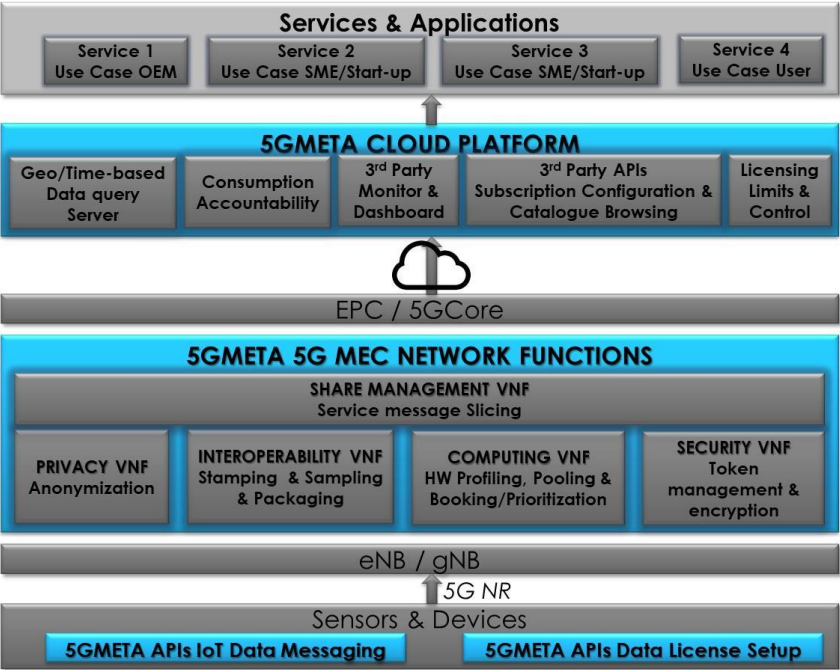 Services & Applications
Service 1
Use Case OEM
Service 2
Use Case SME/Start-up
Service 3
Use Case SME/Start-up
Service 4
Use Case User
5GMETA CLOUD PLATFORM
Geo/Time-based
Data query
Server
Consumption
Accountability
3rd Party
Monitor &
Dashboard
3rd Party APIs
Subscription Configuration &
Catalogue Browsing
Licensing
Limits &
Control
EPC / 5GCore
5GMETA 5G MEC NETWORK FUNCTIONS
SHARE MANAGEMENT VNF
Service message Slicing
PRIVACY VNF
Anonymization
INTEROPERABILITY VNF
Stamping & Sampling
& Packaging
COMPUTING VNF
HW Profiling, Pooling &
Booking/Prioritization
SECURITY VNF
Token
management &
encryption
eNB / gNB
5G NR
Sensors & Devices
5GMETA APIs IoT Data Messaging
5GMETA APIs Data License Setup